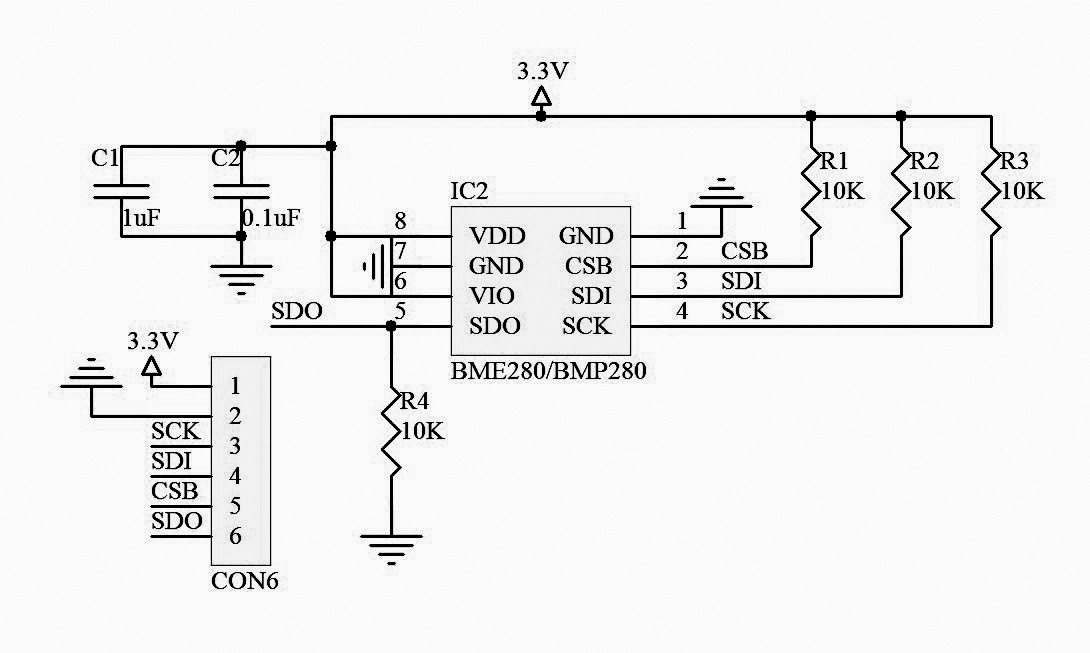 3.3V
C1
C2
1uF
0.1uF
IC2
8
7
6
5
VDD
GND
VIO
SDO
GND
CSB
SDI
SCK
1
2
3
4
CSB
SDI
SCK
R1
10K
R2
10K
R3
10K
SDO
BME280/BMP280
R4
10K
3.3V
SCK
SDI
CSB
SDO
1
2
3
4
5
6
CON6